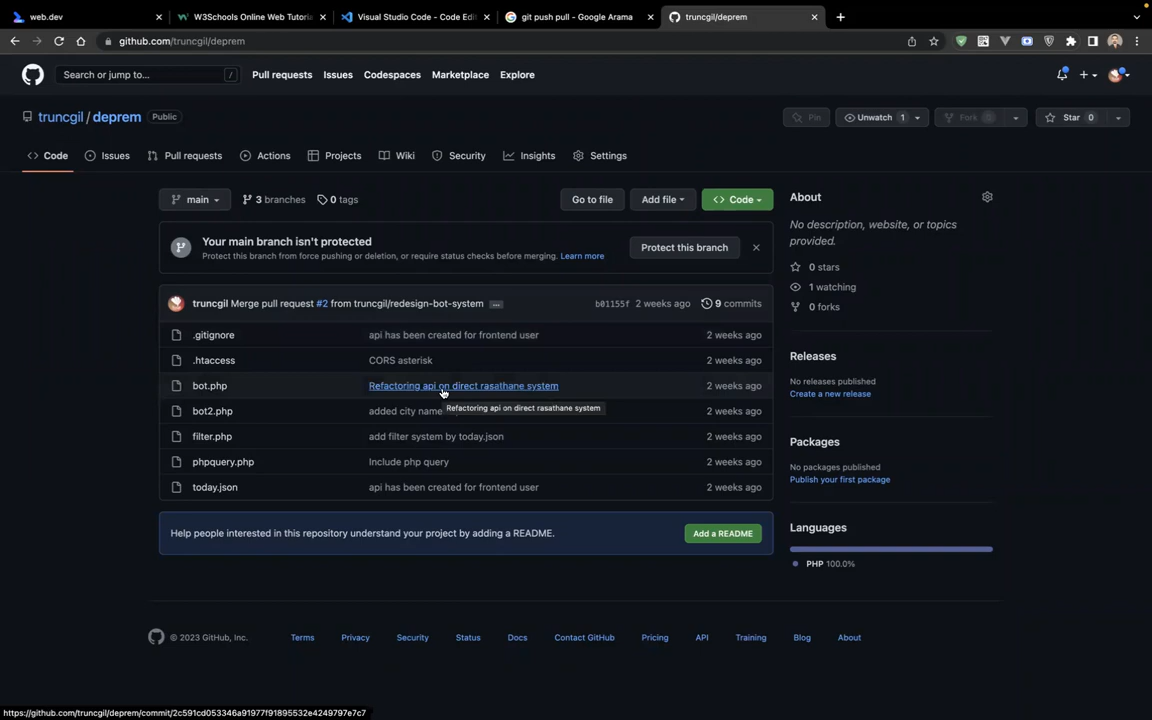 web.dev
W3Schools Online Web Tutoria
Visual Studio Code - Code Edi
git push pull - Google Arama
truncgil/deprem
github.com/truncgil/deprem
Search or jump to...
/
Pull requests
Issues
Codespaces
Marketplace
Explore
truncgil / deprem
Public
Pin
Unwatch 1
Fork 0
Star 0
Code
Issues
Pull requests
Actions
Projects
Wiki
Security
Insights
Settings
main
3 branches
0 tags
Go to file
Add file
Code
Your main branch isn't protected
Protect this branch from force pushing or deletion, or require status checks before merging. Learn more
Protect this branch
truncgil Merge pull request #2 from truncgil/redesign-bot-system ...
b01155f 2 weeks ago
9 commits
.gitignore api has been created for frontend user 2 weeks ago
.htaccess CORS asterisk 2 weeks ago
bot.php Refactoring api on direct rasathane system 2 weeks ago
Refactoring api on direct rasathane system
bot2.php added city name 2 weeks ago
filter.php add filter system by today.json 2 weeks ago
phpquery.php Include php query 2 weeks ago
today.json api has been created for frontend user 2 weeks ago
Help people interested in this repository understand your project by adding a README.
Add a README
About
No description, website, or topics
provided.
0 stars
1 watching
0 forks
Releases
No releases published
Create a new release
Packages
No packages published
Publish your first package
Languages
PHP 100.0%
© 2023 GitHub, Inc.
Terms
Privacy
Security
Status
Docs
Contact GitHub
Pricing
API
Training
Blog
About
https://github.com/truncgil/deprem/commit/2c591cd053346a91977f91895532e4249797e7c7